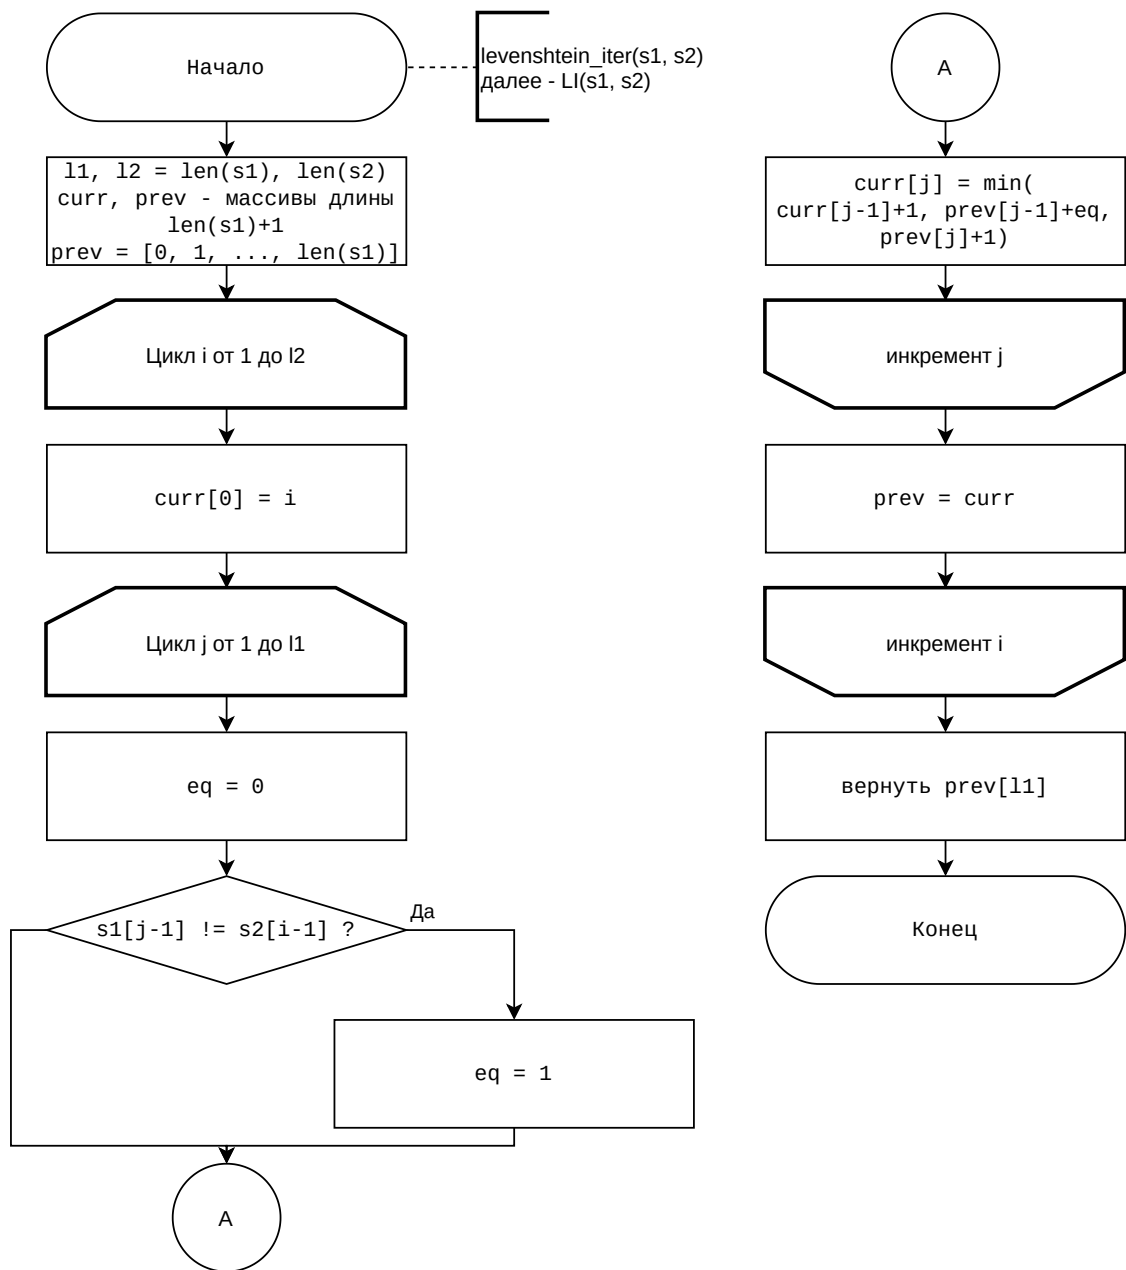 Начало
levenshtein_iter(s1, s2)
далее - LI(s1, s2)
l1, l2 = len(s1), len(s2)
curr, prev - массивы длины
len(s1)+1
prev = [0, 1, ..., len(s1)]
Цикл i от 1 до l2
curr[0] = i
Цикл j от 1 до l1
eq = 0
s1[j-1] != s2[i-1] ?
Да
eq = 1
A
A
curr[j] = min(
curr[j-1]+1, prev[j-1]+eq,
prev[j]+1)
инкремент j
prev = curr
инкремент i
вернуть prev[l1]
Конец